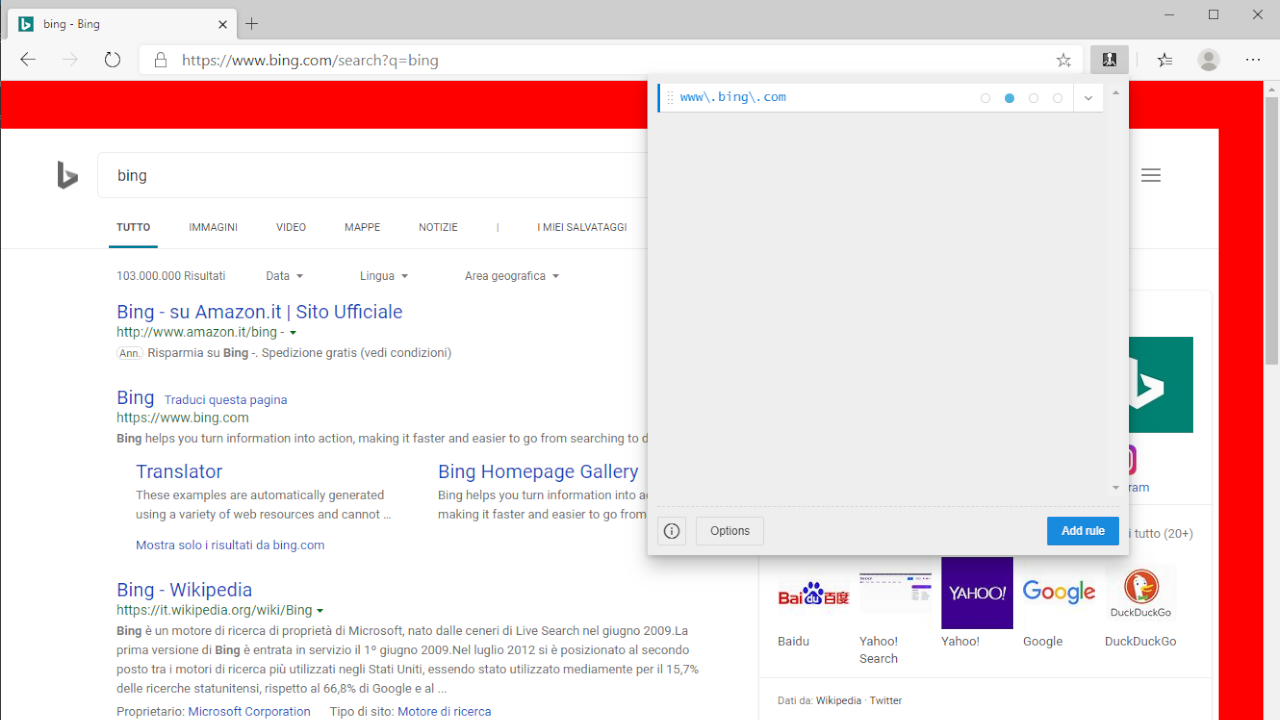 bing - Bing
https://www.bing.com/search?q=bing
www\.bing\.com
bing
TUTTO IMMAGINI VIDEO MAPPE NOTIZIE | I MIEI SALVATAGGI
103.000.000 Risultati Data Lingua Area geografica
Bing - su Amazon.it | Sito Ufficiale
http://www.amazon.it/bing -
Ann. Risparmia su Bing -. Spedizione gratis (vedi condizioni)
Bing Traduci questa pagina
https://www.bing.com
Bing helps you turn information into action, making it faster and easier to go from searching to d
Translator
These examples are automatically generated
using a variety of web resources and cannot ...
Bing Homepage Gallery
Bing helps you turn information into ac
making it faster and easier to go from
Mostra solo i risultati da bing.com
Bing - Wikipedia
https://it.wikipedia.org/wiki/Bing
Bing è un motore di ricerca di proprietà di Microsoft, nato dalle ceneri di Live Search nel giugno 2009.La
prima versione di Bing è entrata in servizio il 1º giugno 2009.Nel luglio 2012 si è posizionato al secondo
posto tra i motori di ricerca più utilizzati negli Stati Uniti, essendo stato utilizzato mediamente per il 15,7%
delle ricerche statunitensi, rispetto al 66,8% di Google e al ...
Proprietario: Microsoft Corporation Tipo di sito: Motore di ricerca
Options
Add rule
ram
i tutto (20+)
Baidu 百度
YAHOO!
Google
DuckDuckGo
Baidu
Yahoo!
Search
Yahoo!
Google
DuckDuckGo
Dati da: Wikipedia · Twitter